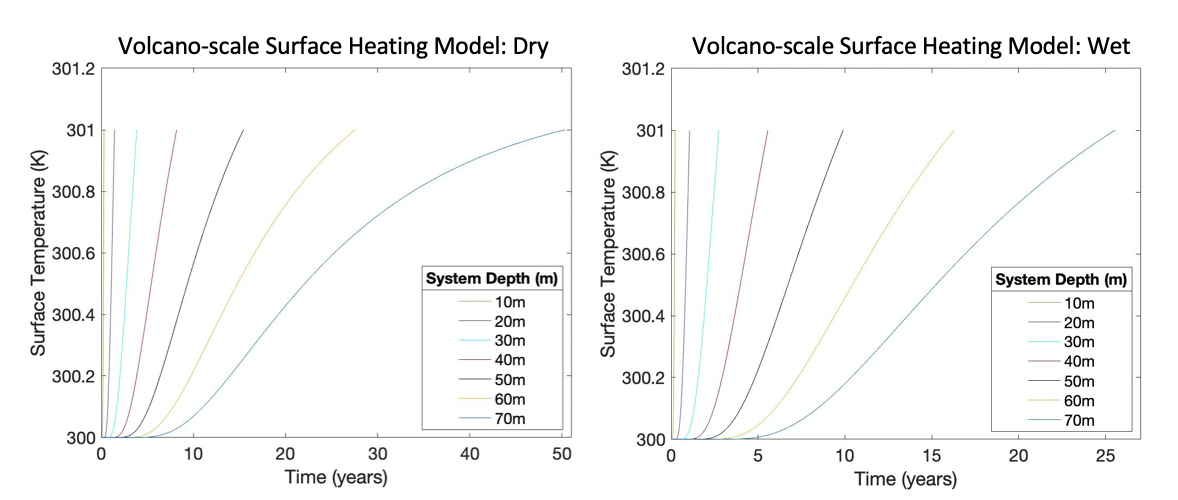 Volcano-scale Surface Heating Model: Dry
301.2
301
300.8
300.6
300.4
300.2
300
Surface Temperature (K)
0 10 20 30 40 50
Time (years)
System Depth (m)
10m
20m
30m
40m
50m
60m
70m
Volcano-scale Surface Heating Model: Wet
301.2
301
300.8
300.6
300.4
300.2
300
Surface Temperature (K)
0 5 10 15 20 25
Time (years)
System Depth (m)
10m
20m
30m
40m
50m
60m
70m